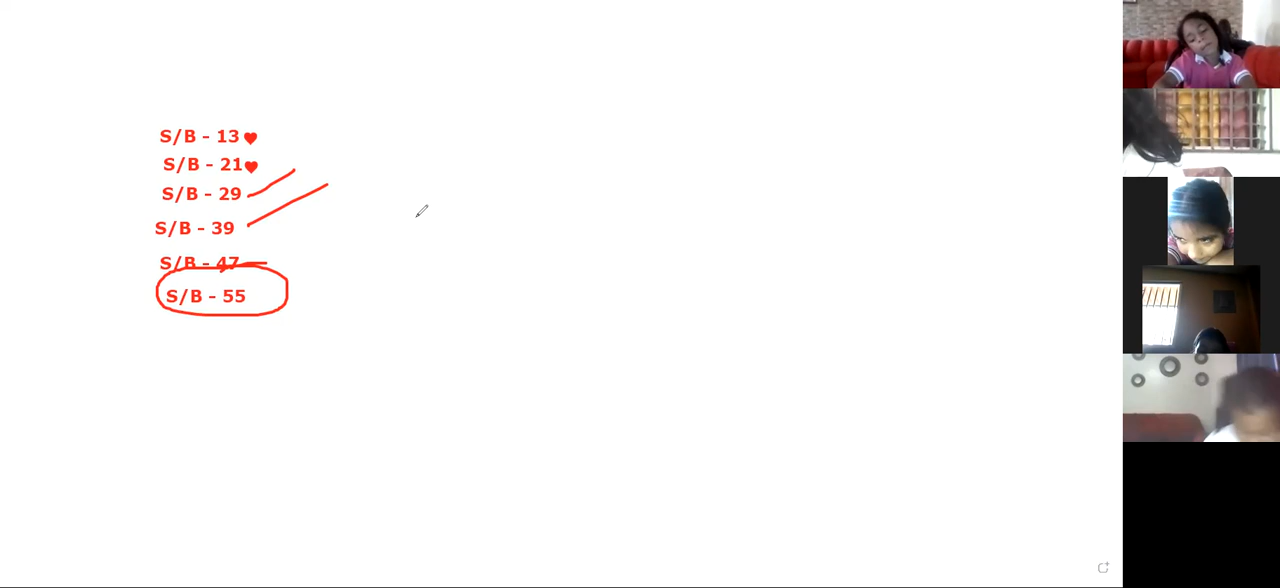 S/B - 13
S/B - 21
S/B - 29
S/B - 39
S/B - 47
S/B - 55